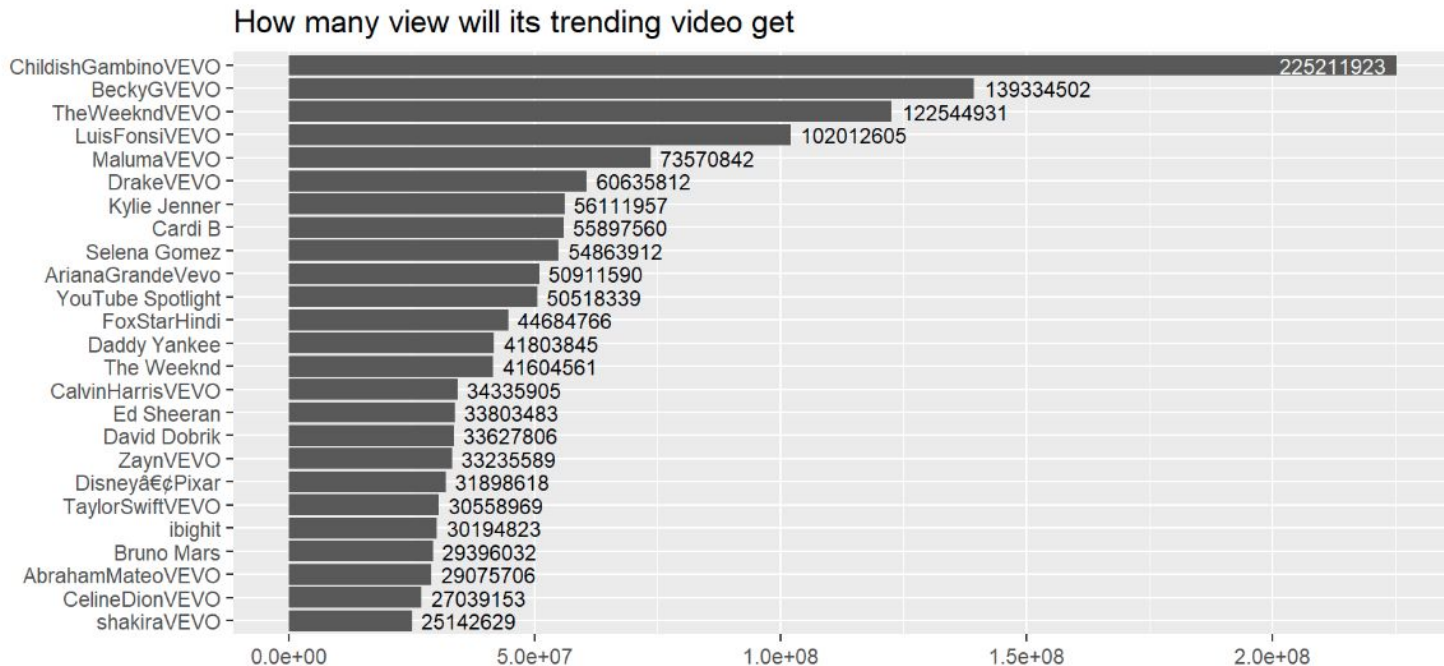 How many view will its trending video get
ChildishGambinoVEVO 225211923
BeckyGVEVO 139334502
TheWeekndVEVO 122544931
LuisFonsiVEVO 102012605
MalumaVEVO 73570842
DrakeVEVO 60635812
Kylie Jenner 56111957
Cardi B 55897560
Selena Gomez 54863912
ArianaGrandeVevo 50911590
YouTube Spotlight 50518339
FoxStarHindi 44684766
Daddy Yankee 41803845
The Weeknd 41604561
CalvinHarrisVEVO 34335905
Ed Sheeran 33803483
David Dobrik 33627806
ZaynVEVO 33235589
Disneyâ€¢Pixar 31898618
TaylorSwiftVEVO 30558969
ibighit 30194823
Bruno Mars 29396032
AbrahamMateoVEVO 29075706
CelineDionVEVO 27039153
shakiraVEVO 25142629
0.0e+00 5.0e+07 1.0e+08 1.5e+08 2.0e+08